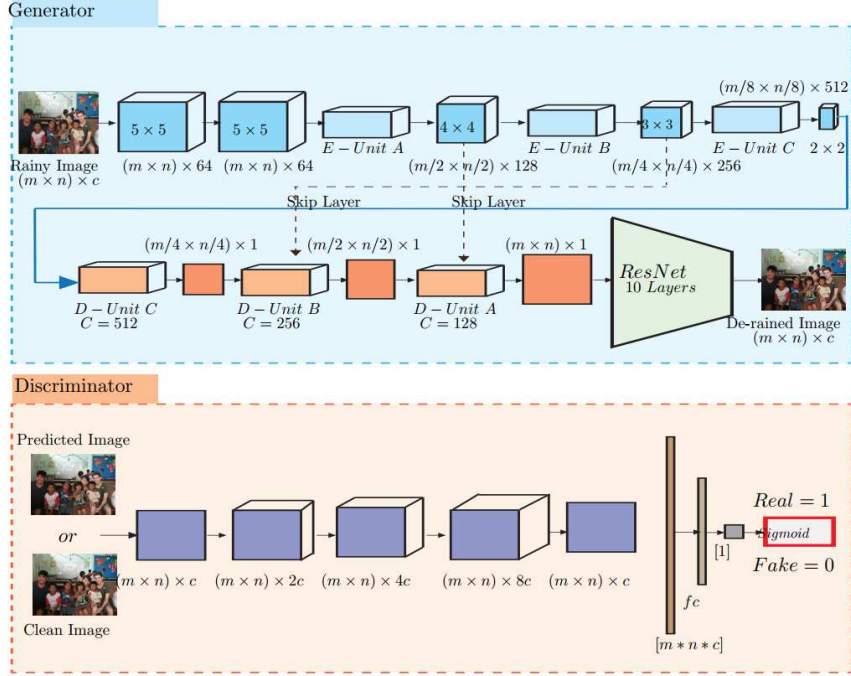 Generator
(m/8 × n/8) × 512
5 × 5
5 × 5
4 × 4
3 × 3
E − Unit A
E − Unit B
E − Unit C
2 × 2
Rainy Image
(m × n) × c
(m × n) × 64
(m × n) × 64
(m/2 × n/2) × 128
(m/4 × n/4) × 256
Skip Layer
Skip Layer
(m/4 × n/4) × 1
(m/2 × n/2) × 1
(m × n) × 1
ResNet
10 Layers
D − Unit C
C = 512
D − Unit B
C = 256
D − Unit A
C = 128
De-rained Image
(m × n) × c
Discriminator
Predicted Image
or
Clean Image
(m × n) × c
(m × n) × 2c
(m × n) × 4c
(m × n) × 8c
(m × n) × c
[m * n * c]
fc
[1]
Real = 1
Sigmoid
Fake = 0